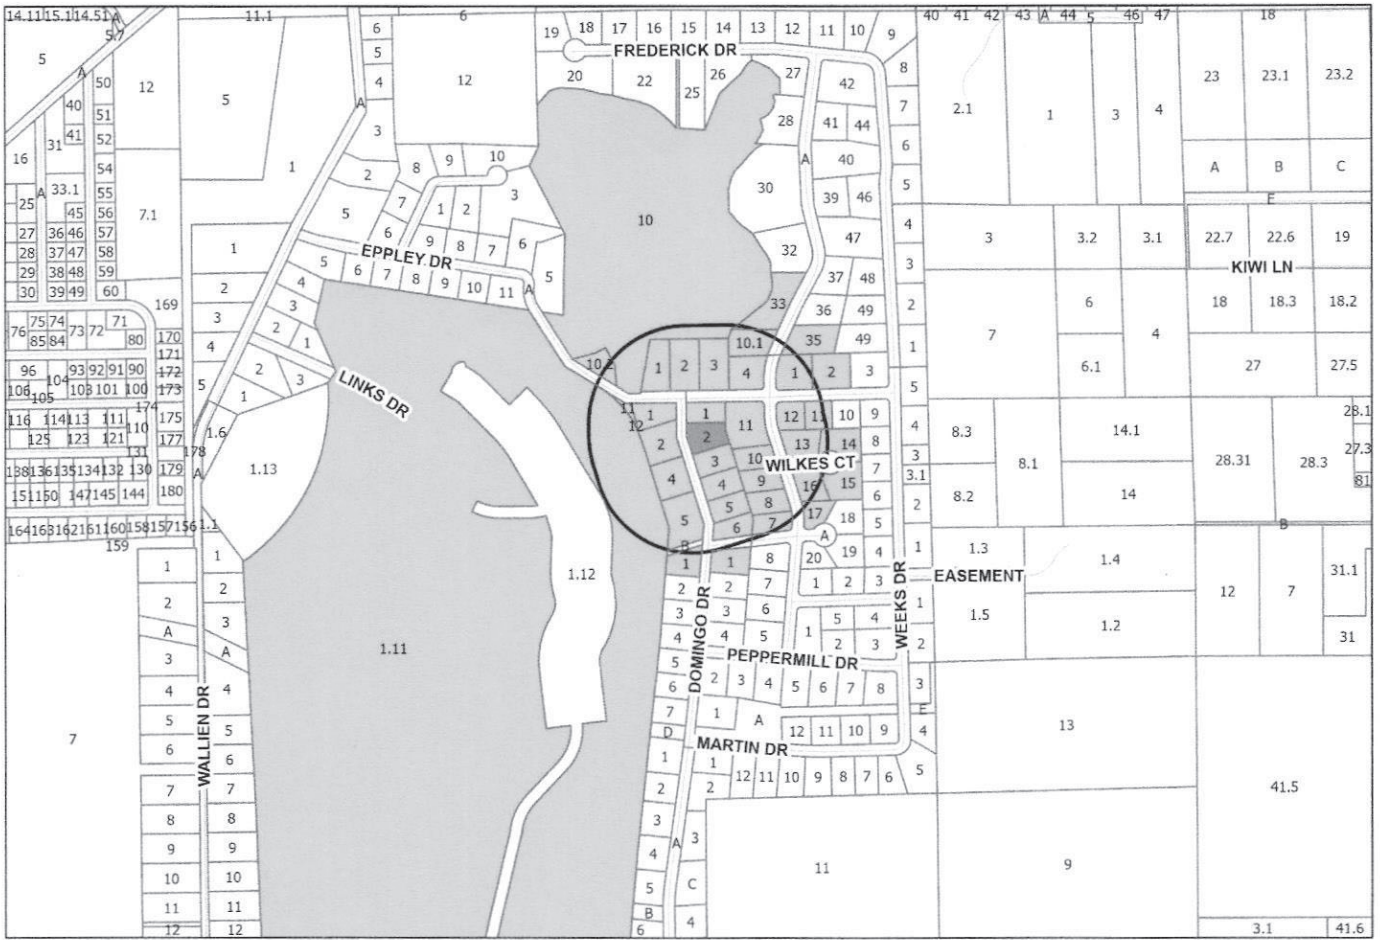 14.11 15.1 14.51 A 11.1 6 18 17 16 15 14 13 12 11 10 9 40 41 42 43 A 44 5 46 47 18
5.7 6 19
5 5 FREDERICK DR
A 50 12 4 12 20 22 26 27 42 8 23 23.1 23.2
40 51 5 A 25 7 2.1 1 3 4
41 52 3 28 41 44
31 6
16 54 1 8 9 10 A 40 A B C
A 33.1 55 2 30 5
25 45 56 7.1 5 7 1 2 3 10 39 46 E
27 36 46 57 6 4 3 3.2 3.1 22.7 22.6 19
28 37 47 58 1 9 8 7 6 32 47 3
29 38 48 59 EPPLEY DR KIWI LN
30 39 49 60 2 5 6 7 8 9 10 11 A 5 37 48
169 4 33 36 49 2 7 6 4 18 18.3 18.2
76 75 74 73 72 71 3 3
85 84 80 170 2 1 10.1 35 49 1
171 4 10.2
96 93 92 91 90 172 2 3 1 2 3 4 1 2 3 6.1 27 27.5
104
106 103 101 100 173 5 1 LINKS DR 5
105 174 11
116 114 113 111 110 175 1.6 12 1 1 11 12 11 10 9 4 8.3 14.1 28.1
125 123 121 177 2 2 13 14 8 27.3
131 178 3 10 WILKES CT 3 8.1 28.31 28.3
138 136 135 134 132 130 179 A 1.13 4 4 9 16 15 7 3.1 81
151 150 147 145 144 180 5 8 6 8.2 14
5 6 7 17 18 5 2
164 163 162 161 160 158 157 156 1.1 B A B
159 1 1 1 8 20 19 4 1 1.3 1.4
1 2 2 2 7 1 2 3 EASEMENT 12 7 31.1
2 1.12
3 3 3 6 5 4 1 1.5 1.2
A A 4 4 5 1 2 3 WEEKS DR 2 31
3 1.11 5 DOMINGO DR PEPPERMILL DR
4 4 6 2 3 4 5 6 7 8 3
5 WALLIEN DR 5 7 1 A E 13
7 6 6 D 12 11 10 9 4
1 MARTIN DR
7 7 1 12 11 10 9 8 7 6 5 41.5
8 8 2 2
9 9 3 3
10 10 4 A 11 9
11 11 5 C
12 12 B 4 3.1 41.6
6